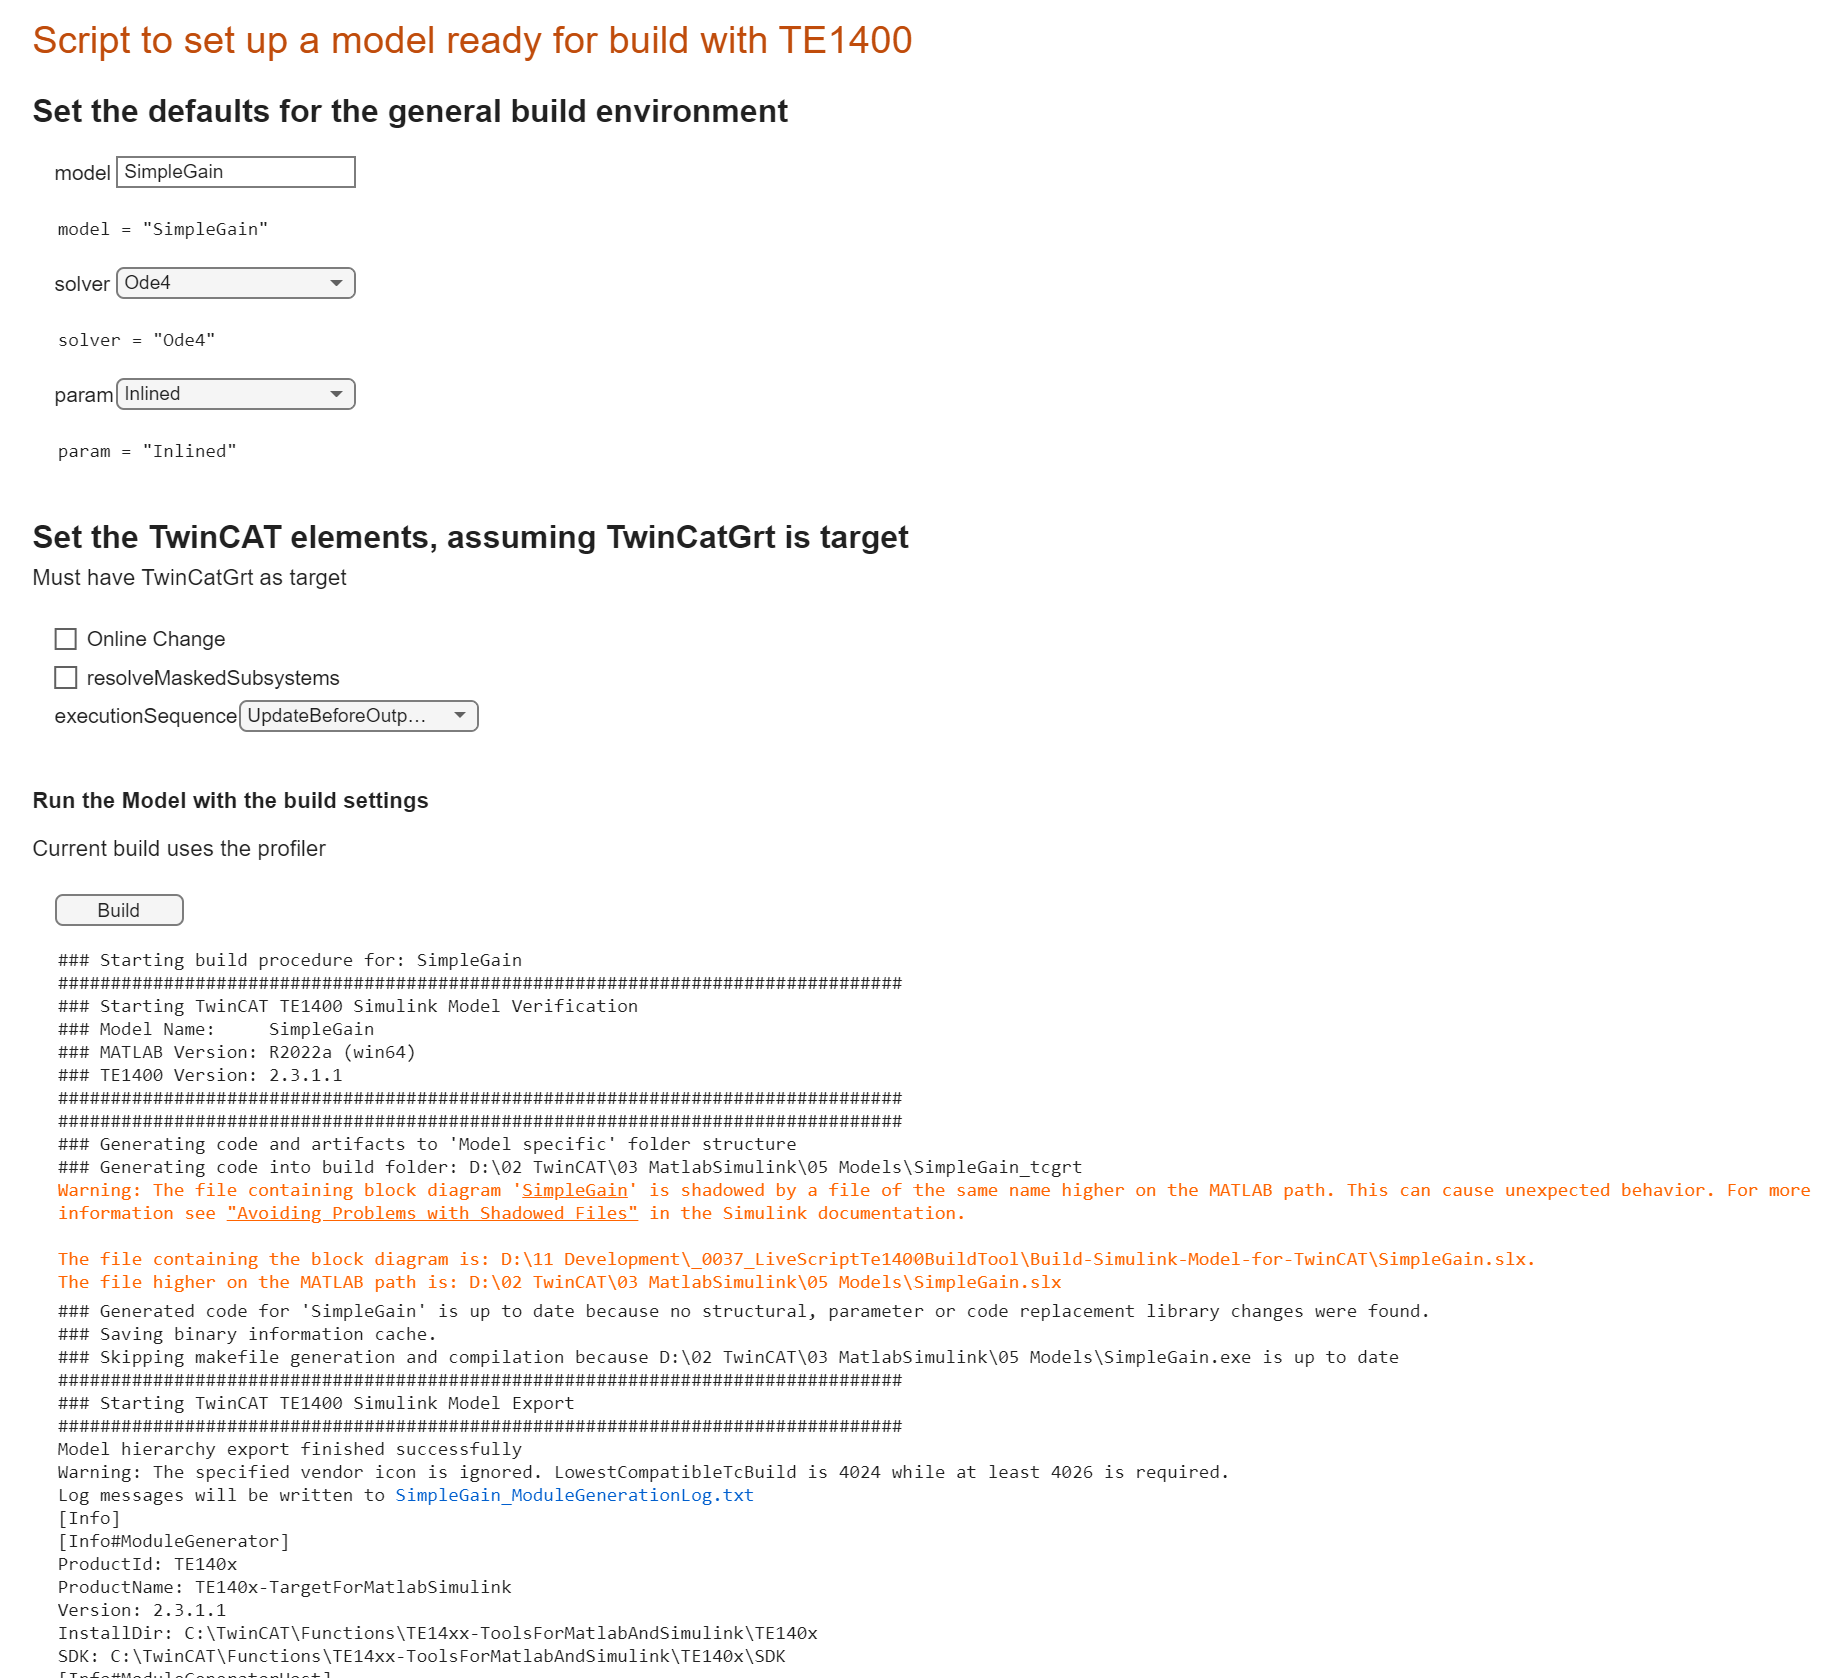 Script to set up a model ready for build with TE1400
Set the defaults for the general build environment
model SimpleGain
model = "SimpleGain"
solver Ode4
solver = "Ode4"
param Inlined
param = "Inlined"
Set the TwinCAT elements, assuming TwinCatGrt is target
Must have TwinCatGrt as target
Online Change
resolveMaskedSubsystems
executionSequence UpdateBeforeOutp...
Run the Model with the build settings
Current build uses the profiler
Build
### Starting build procedure for: SimpleGain
################################################################################
### Starting TwinCAT TE1400 Simulink Model Verification
### Model Name:     SimpleGain
### MATLAB Version: R2022a (win64)
### TE1400 Version: 2.3.1.1
################################################################################
################################################################################
### Generating code and artifacts to 'Model specific' folder structure
### Generating code into build folder: D:\02 TwinCAT\03 MatlabSimulink\05 Models\SimpleGain_tcgrt
Warning: The file containing block diagram 'SimpleGain' is shadowed by a file of the same name higher on the MATLAB path. This can cause unexpected behavior. For more
information see "Avoiding Problems with Shadowed Files" in the Simulink documentation.
The file containing the block diagram is: D:\11 Development\_0037_LiveScriptTe1400BuildTool\Build-Simulink-Model-for-TwinCAT\SimpleGain.slx.
The file higher on the MATLAB path is: D:\02 TwinCAT\03 MatlabSimulink\05 Models\SimpleGain.slx
### Generated code for 'SimpleGain' is up to date because no structural, parameter or code replacement library changes were found.
### Saving binary information cache.
### Skipping makefile generation and compilation because D:\02 TwinCAT\03 MatlabSimulink\05 Models\SimpleGain.exe is up to date
################################################################################
### Starting TwinCAT TE1400 Simulink Model Export
################################################################################
Model hierarchy export finished successfully
Warning: The specified vendor icon is ignored. LowestCompatibleTcBuild is 4024 while at least 4026 is required.
Log messages will be written to SimpleGain_ModuleGenerationLog.txt
[Info]
[Info#ModuleGenerator]
ProductId: TE140x
ProductName: TE140x-TargetForMatlabSimulink
Version: 2.3.1.1
InstallDir: C:\TwinCAT\Functions\TE14xx-ToolsForMatlabAndSimulink\TE140x
SDK: C:\TwinCAT\Functions\TE14xx-ToolsForMatlabAndSimulink\TE140x\SDK
[Info#ModuleGeneratorHost]